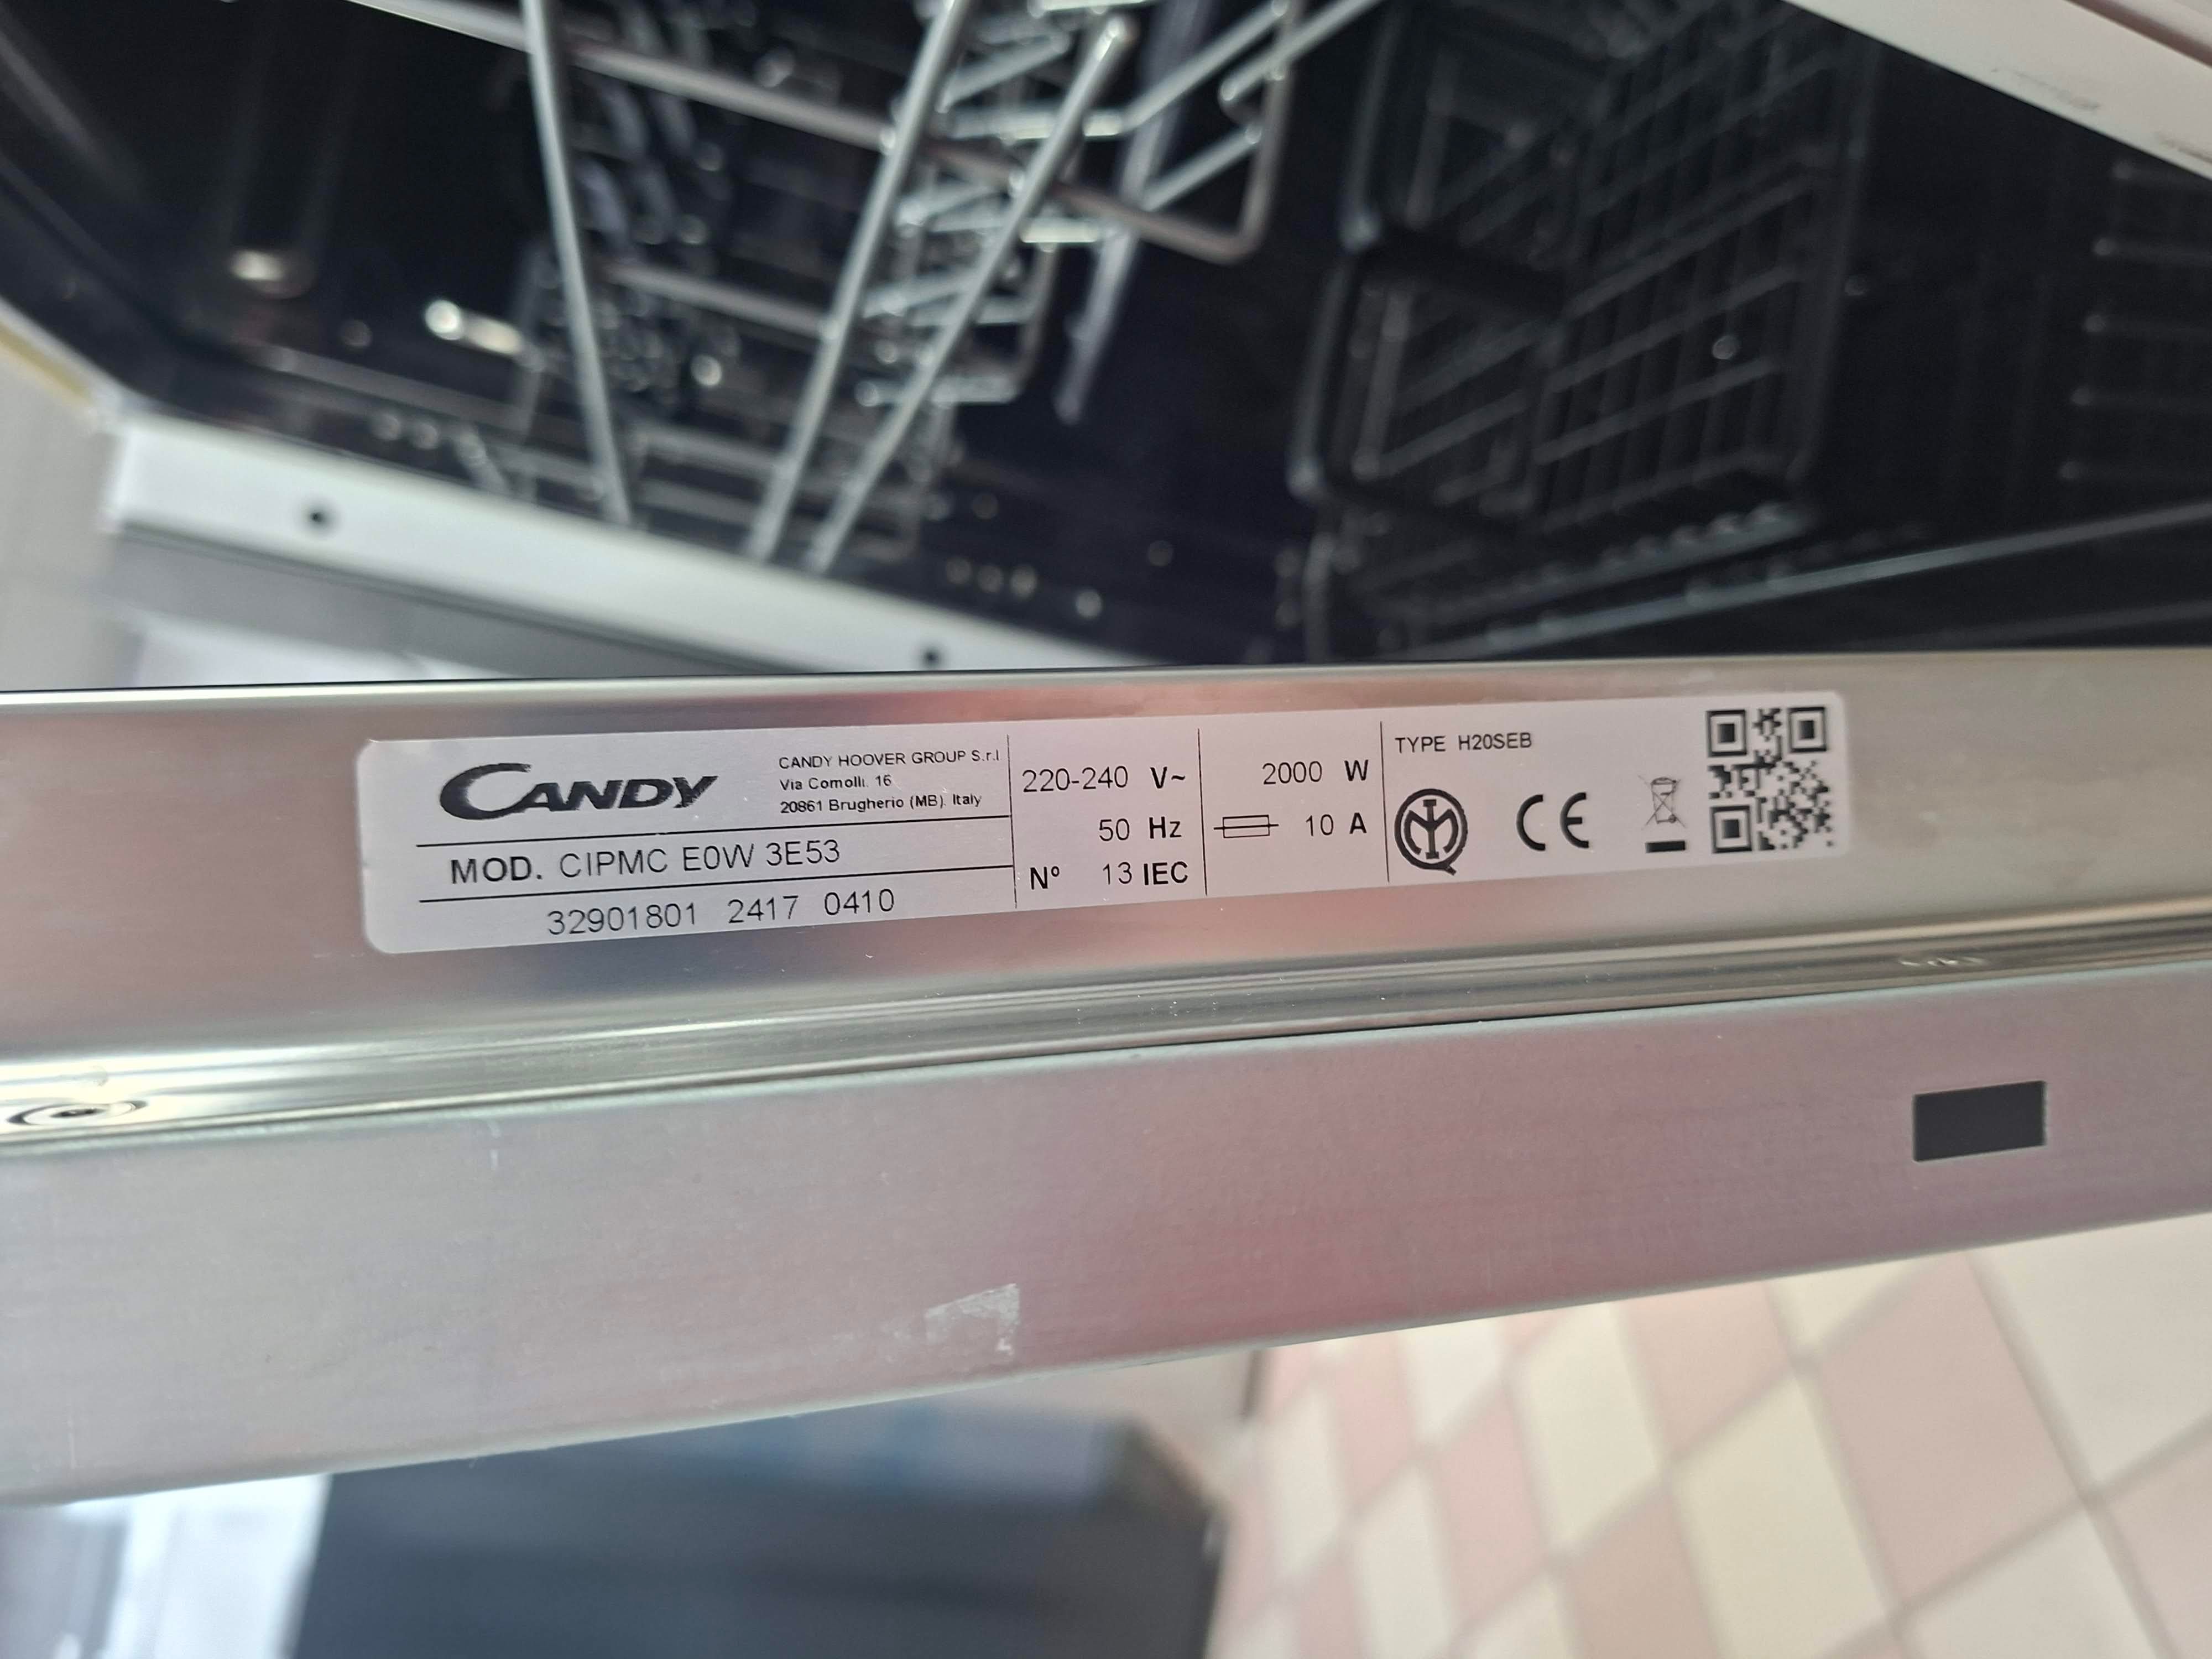 CANDY
CANDY HOOVER GROUP S.r.l
Via Comolli. 16
20861 Brugherio (MB). Italy
MOD. CIPMC E0W 3E53
32901801 2417 0410
220-240 V~
50 Hz
N° 13 IEC
2000 W
10 A
TYPE H20SEB
IMQ
CE